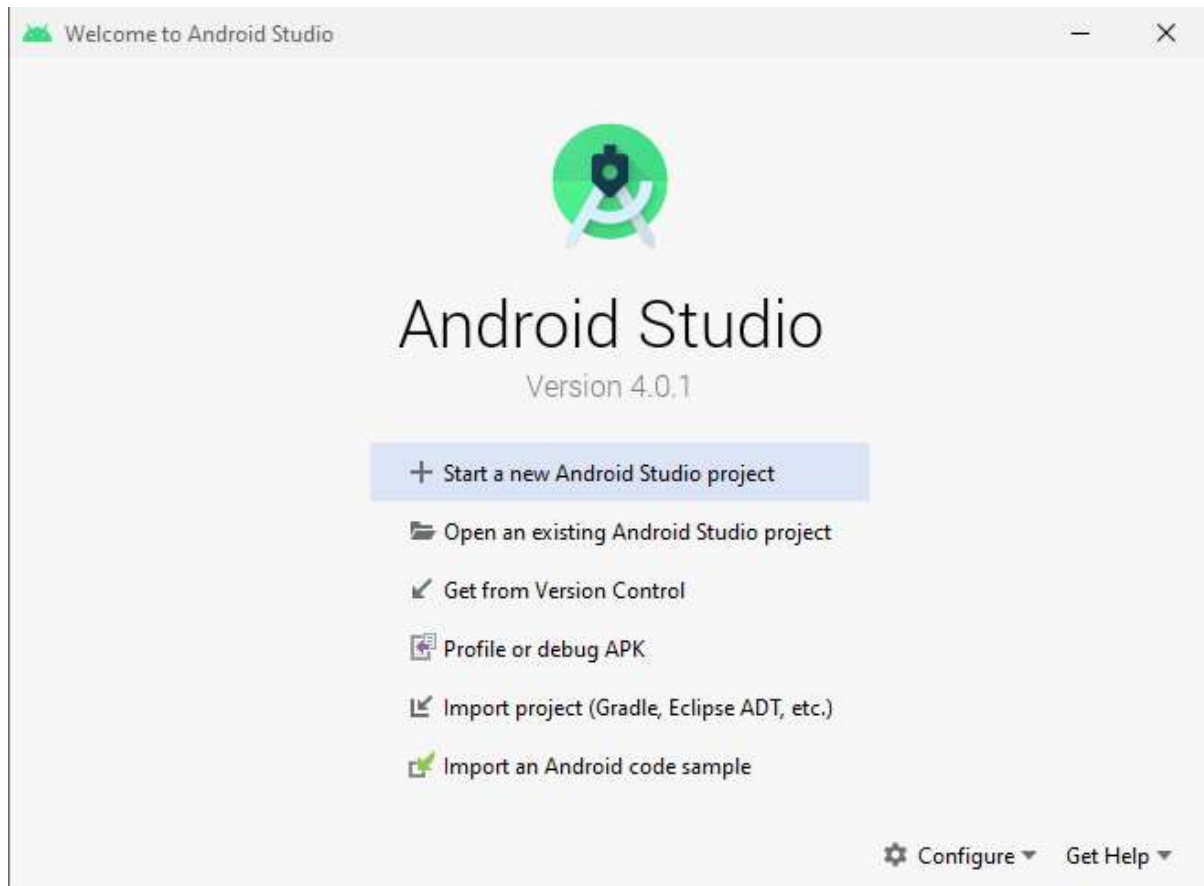 Welcome to Android Studio
Android Studio
Version 4.0.1
Start a new Android Studio project
Open an existing Android Studio project
Get from Version Control
Profile or debug APK
Import project (Gradle, Eclipse ADT, etc.)
Import an Android code sample
Configure Get Help